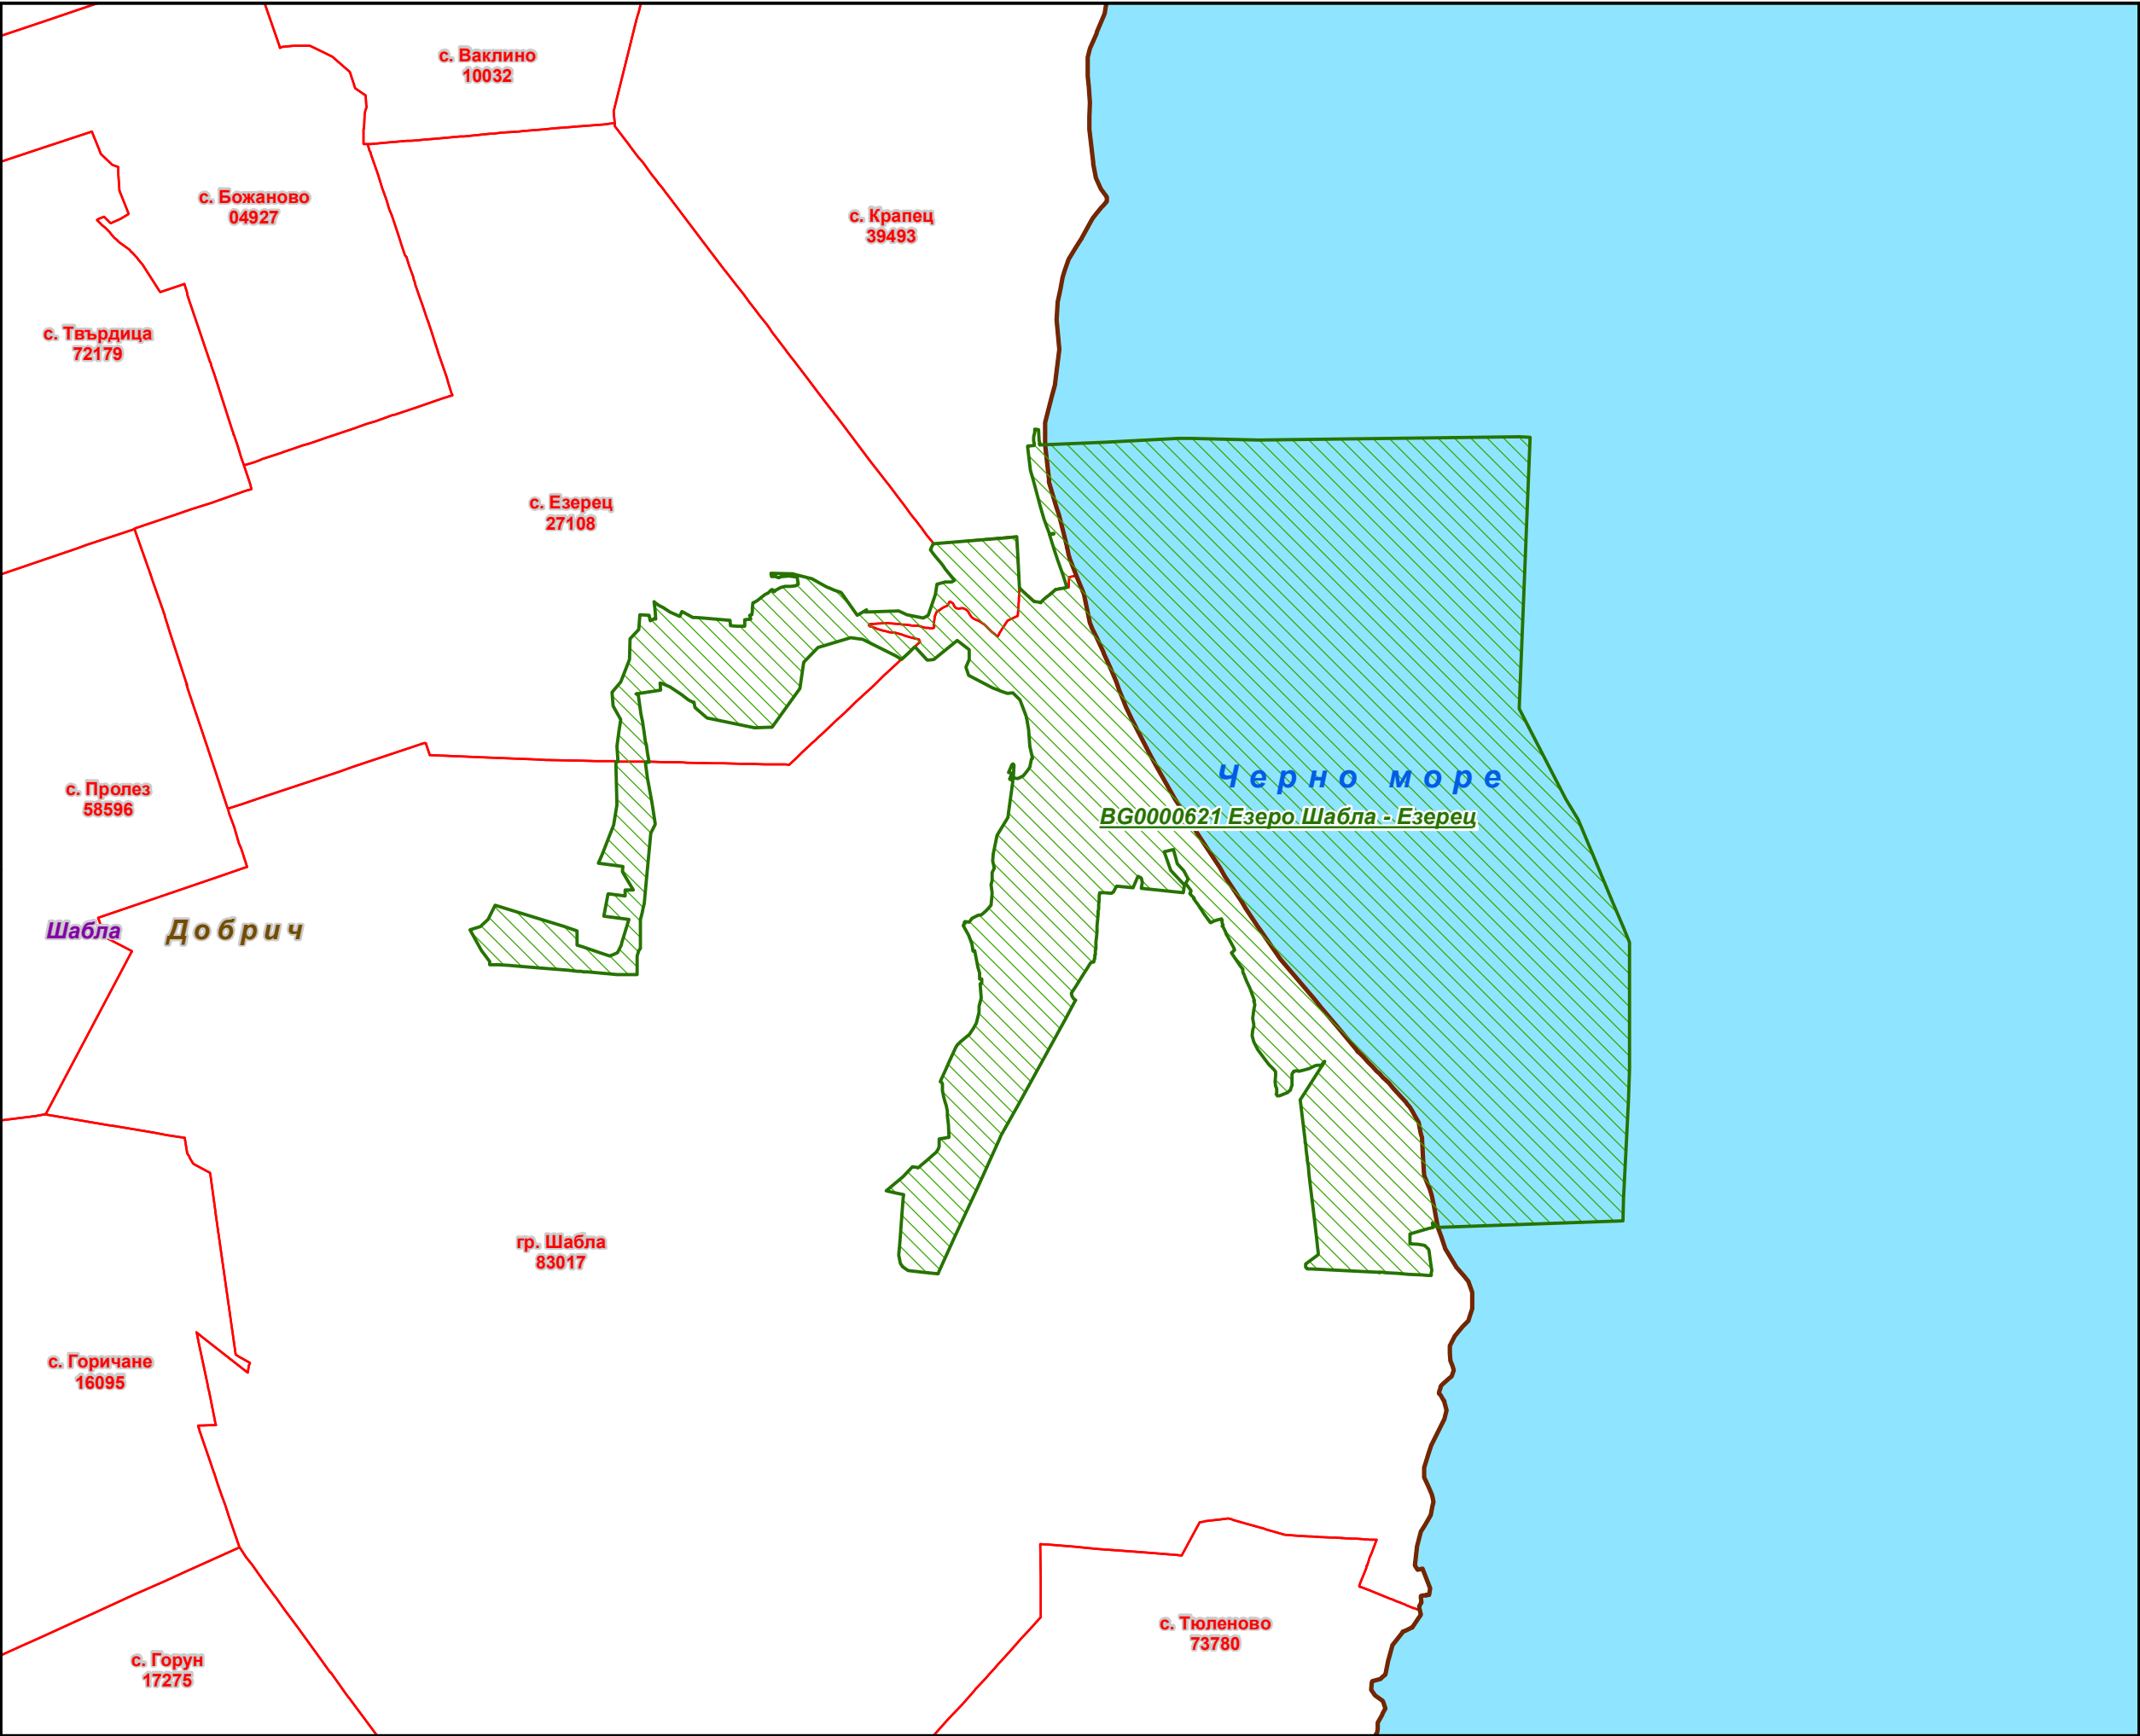 с. Ваклино
10032
с. Божаново
04927
с. Крапец
39493
с. Твърдица
72179
с. Езерец
27108
с. Пролез
58596
Черно море
BG0000621 Езеро Шабла - Езерец
Шабла
Добрич
гр. Шабла
83017
с. Горичане
16095
с. Тюленово
73780
с. Горун
17275